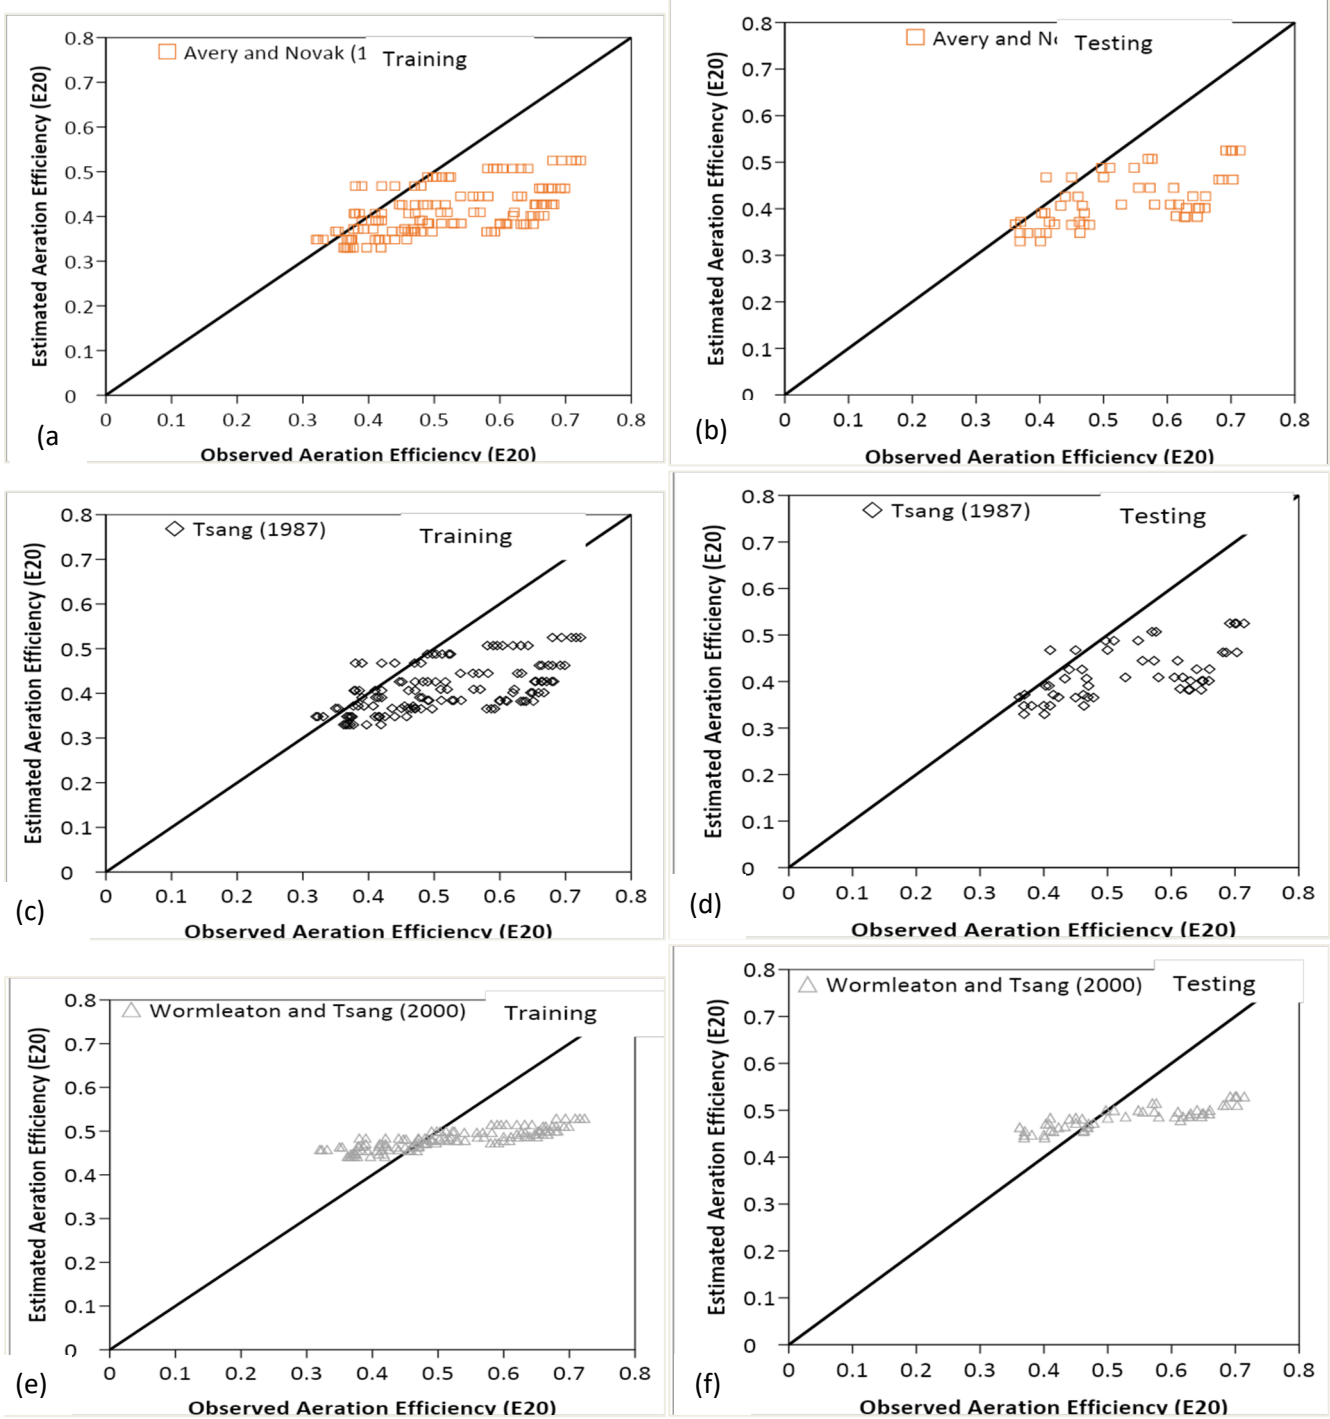 0.8
Avery and Novak (1
Training
0.7
0.6
0.5
0.4
0.3
0.2
0.1
0
Estimated Aeration Efficiency (E20)
0 0.1 0.2 0.3 0.4 0.5 0.6 0.7 0.8
(a
Observed Aeration Efficiency (E20)
0.8
Avery and
Testing
0.7
0.6
0.5
0.4
0.3
0.2
0.1
0
Estimated Aeration Efficiency (E20)
0 0.1 0.2 0.3 0.4 0.5 0.6 0.7 0.8
(b)
Observed Aeration Efficiency (E20)
0.8
Tsang (1987)
Training
0.7
0.6
0.5
0.4
0.3
0.2
0.1
0
Estimated Aeration Efficiency (E20)
0 0.1 0.2 0.3 0.4 0.5 0.6 0.7 0.8
(c)
Observed Aeration Efficiency (E20)
0.8
Tsang (1987)
Testing
0.7
0.6
0.5
0.4
0.3
0.2
0.1
0
Estimated Aeration Efficiency (E20)
0 0.1 0.2 0.3 0.4 0.5 0.6 0.7 0.8
(d)
Observed Aeration Efficiency (E20)
0.8
Wormleaton and Tsang (2000)
Training
0.7
0.6
0.5
0.4
0.3
0.2
0.1
0
Estimated Aeration Efficiency (E20)
0 0.1 0.2 0.3 0.4 0.5 0.6 0.7 0.8
(e)
Observed Aeration Efficiency (E20)
0.8
Wormleaton and Tsang (2000)
Testing
0.7
0.6
0.5
0.4
0.3
0.2
0.1
0
Estimated Aeration Efficiency (E20)
0 0.1 0.2 0.3 0.4 0.5 0.6 0.7 0.8
(f)
Observed Aeration Efficiency (E20)